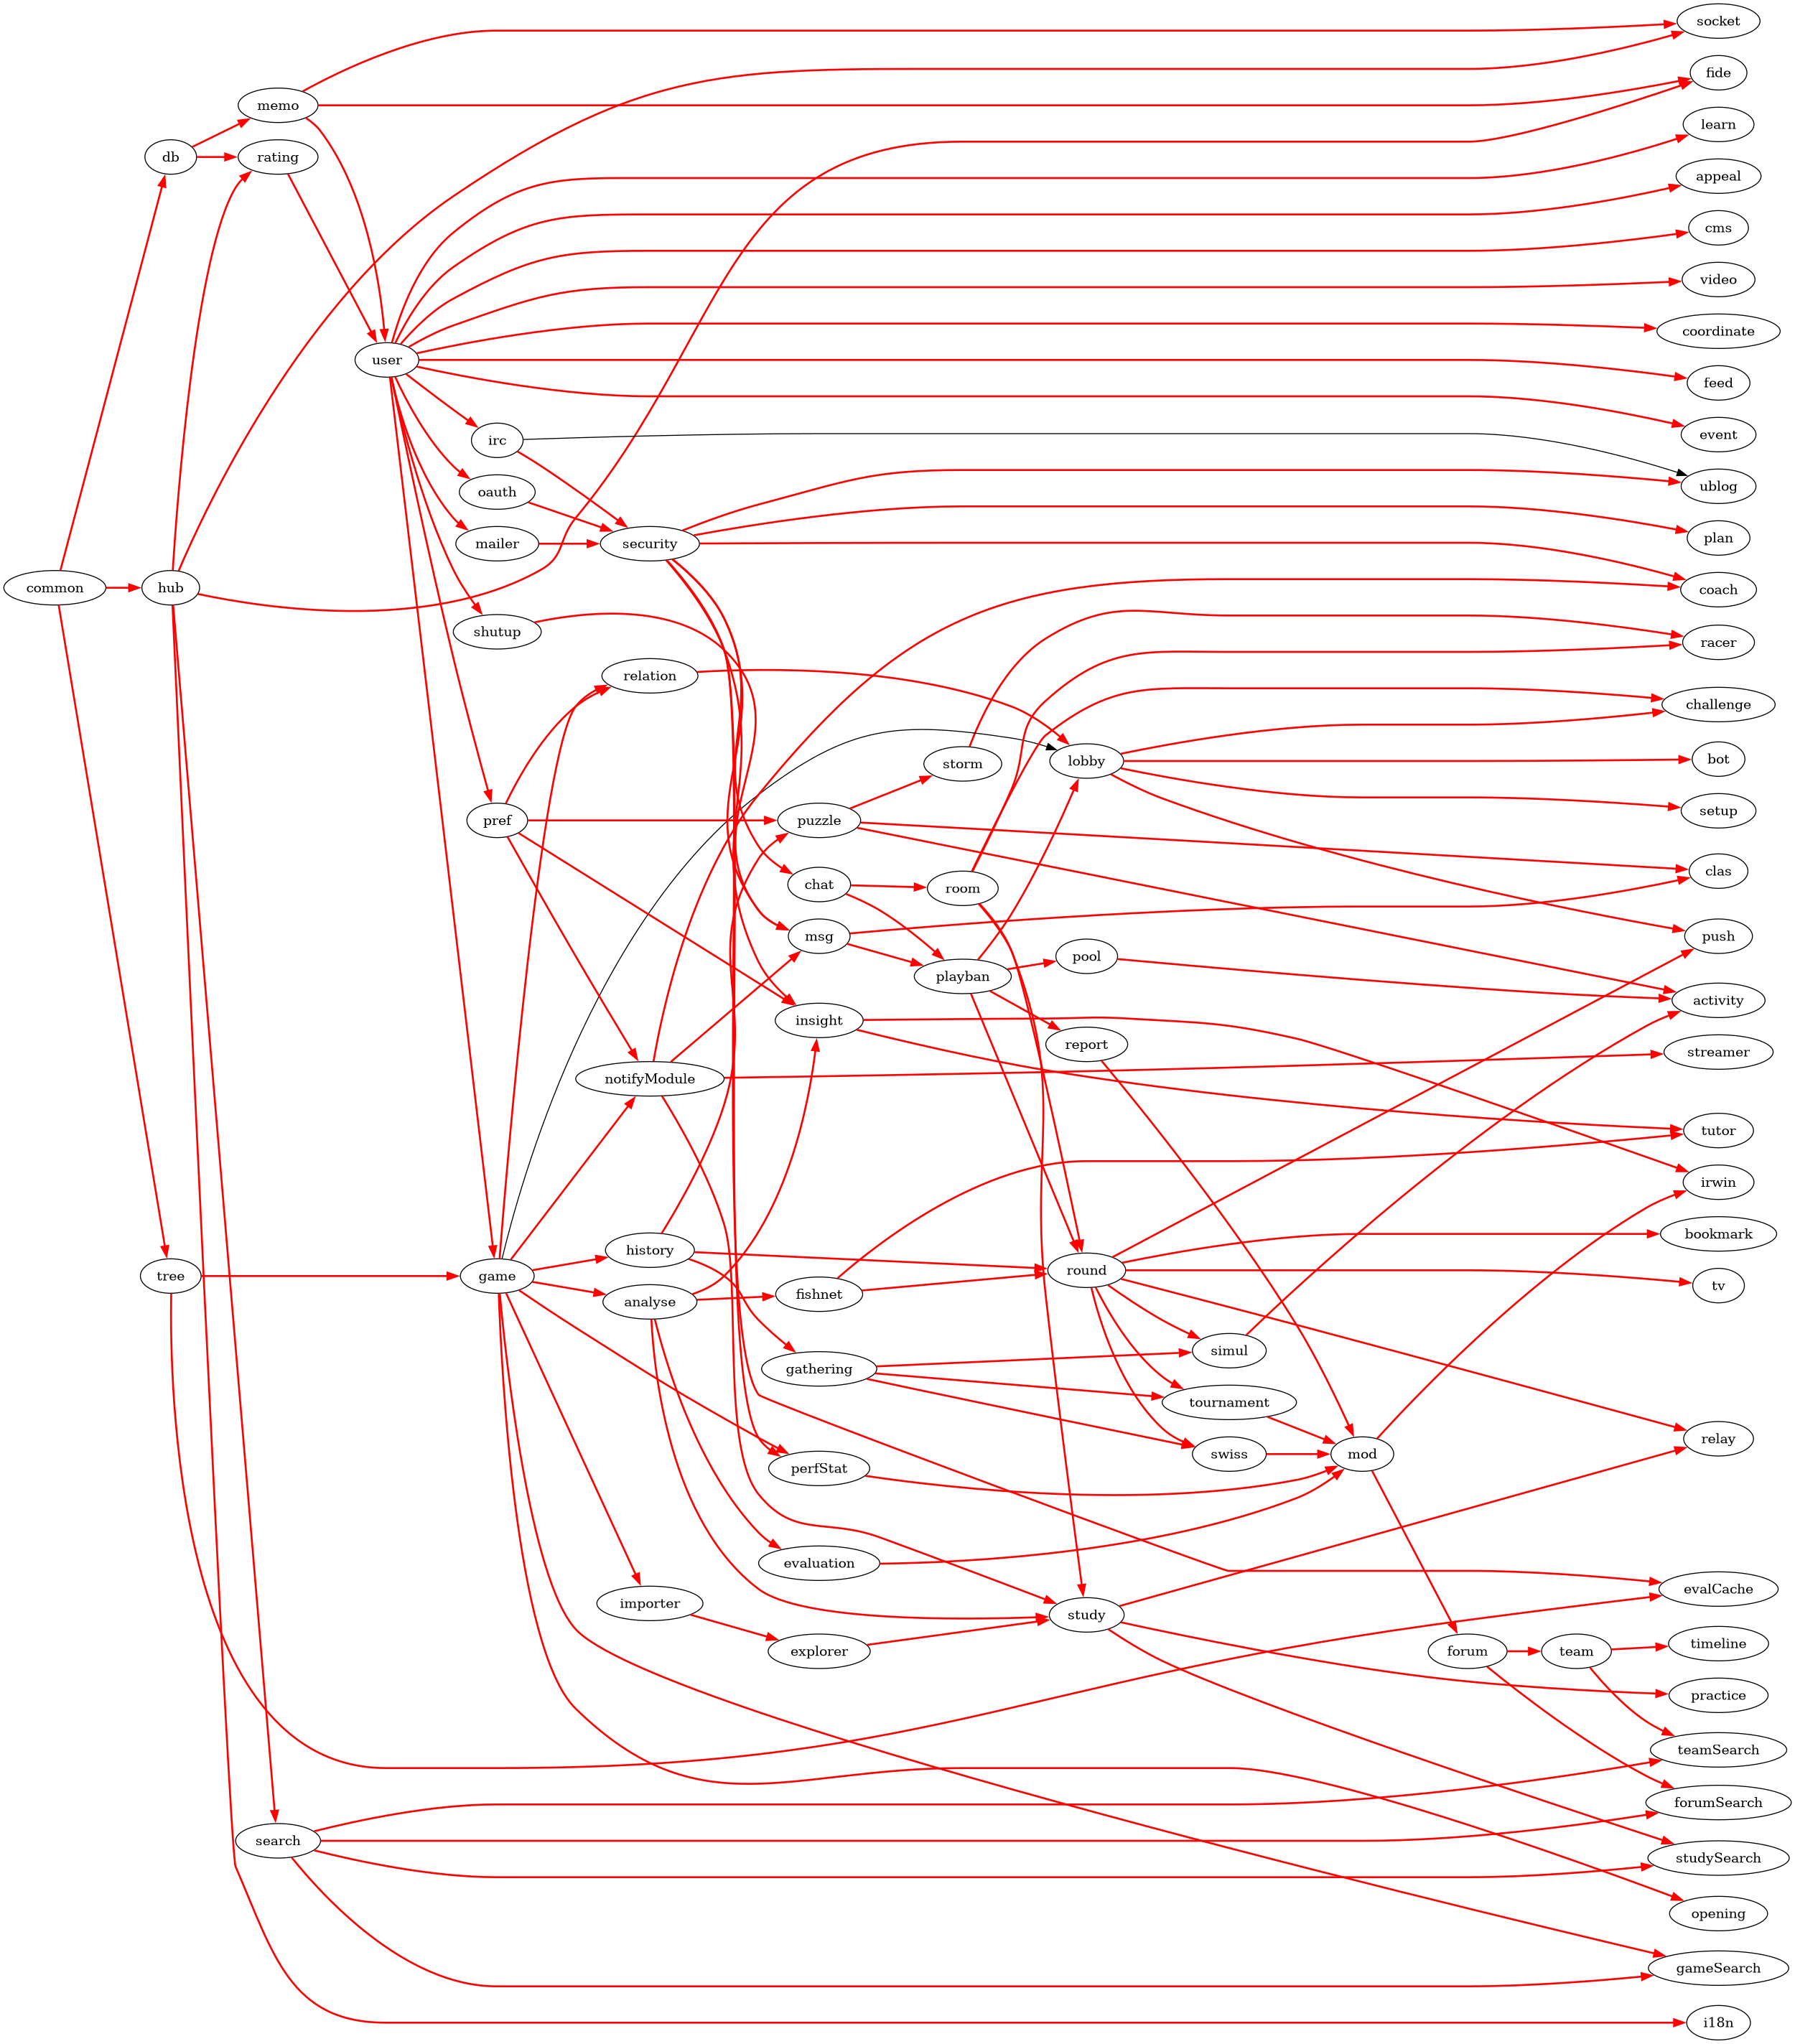 socket
fide
memo
learn
db
rating
appeal
cms
video
coordinate
user
feed
irc
event
oauth
ublog
mailer
security
plan
common
hub
coach
shutup
racer
relation
challenge
storm
lobby
bot
pref
puzzle
setup
clas
chat
room
msg
push
playban
pool
activity
insight
report
streamer
notifyModule
tutor
irwin
bookmark
history
tree
game
round
tv
fishnet
analyse
simul
gathering
tournament
relay
swiss
mod
perfStat
evaluation
evalCache
importer
study
explorer
forum
team
timeline
practice
teamSearch
forumSearch
search
studySearch
opening
gameSearch
i18n